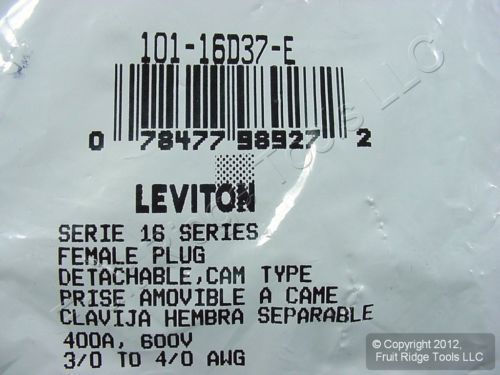 101-16D37-E
0 78477 98927 2
LEVITON
SERIE 16 SERIES
FEMALE PLUG
DETACHABLE,CAM TYPE
PRISE AMOVIBLE A CAME
CLAVIJA HEMBRA SEPARABLE
400A, 600V
3/0 TO 4/0 AWG
© Copyright 2012,
Fruit Ridge Tools LLC